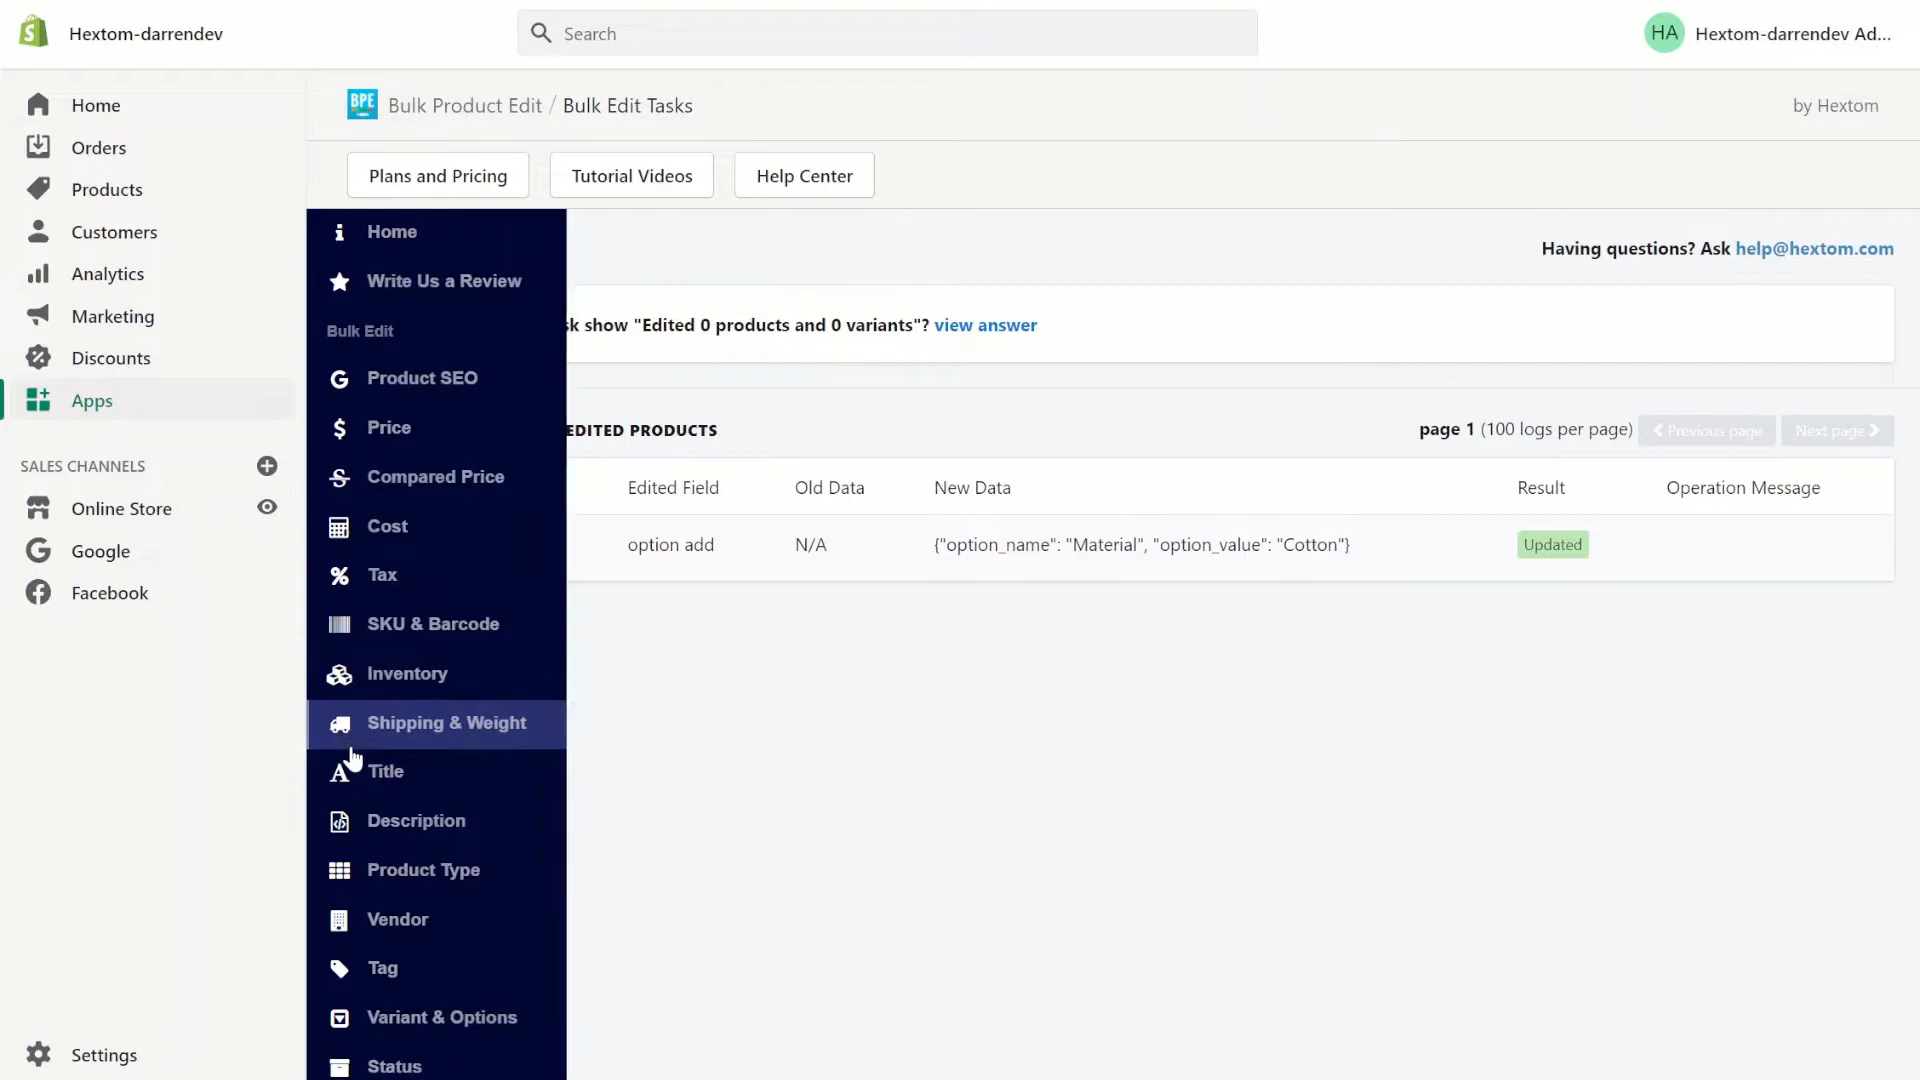 Hextom-darrendev
Search
HA
Hextom-darrendev Ad...
Home
Orders
Products
Customers
Analytics
Marketing
Discounts
Apps
SALES CHANNELS
Online Store
Google
Facebook
Settings
BPE
Bulk Product Edit / Bulk Edit Tasks
by Hextom
Plans and Pricing
Tutorial Videos
Help Center
Home
Write Us a Review
Bulk Edit
Product SEO
Price
Compared Price
Cost
Tax
SKU & Barcode
Inventory
Shipping & Weight
Title
Description
Product Type
Vendor
Tag
Variant & Options
Status
Having questions? Ask help@hextom.com
sk show "Edited 0 products and 0 variants"? view answer
EDITED PRODUCTS
page 1 (100 logs per page)
Previous page
Next page
Edited Field Old Data New Data Result Operation Message
option add N/A {"option_name": "Material", "option_value": "Cotton"} Updated